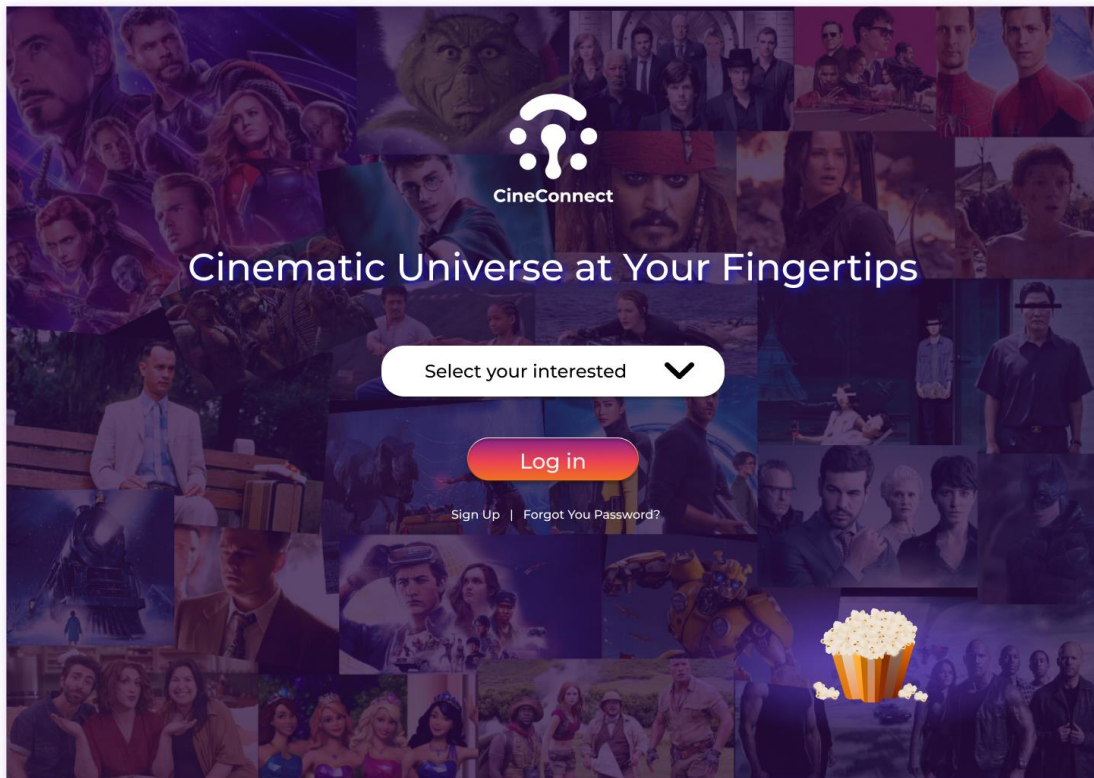 CineConnect
Cinematic Universe at Your Fingertips
Select your interested
Log in
Sign Up | Forgot You Password?